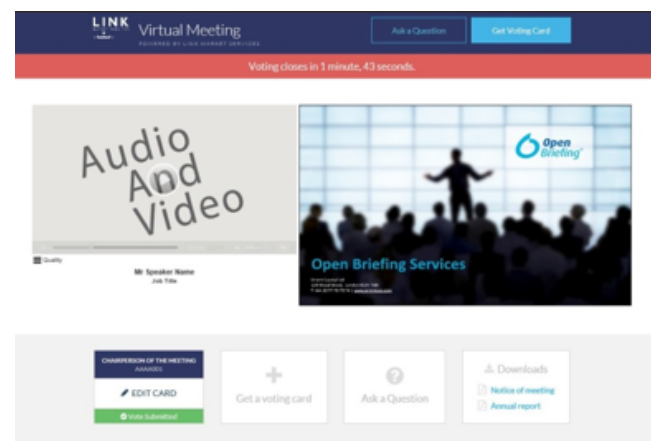 LINK
Virtual Meeting
POWERED BY LINK MARKET SERVICES
Ask a Question
Get Voting Card
Voting closes in 1 minute, 43 seconds.
Audio
And
Video
Open
Briefing
Quality
Mr Speaker Name
Job Title
Open Briefing Services
CHAIRPERSON OF THE MEETING
EDIT CARD
Vote Submitted!
Get a voting card
Ask a Question
Downloads
Notice of meeting
Annual report